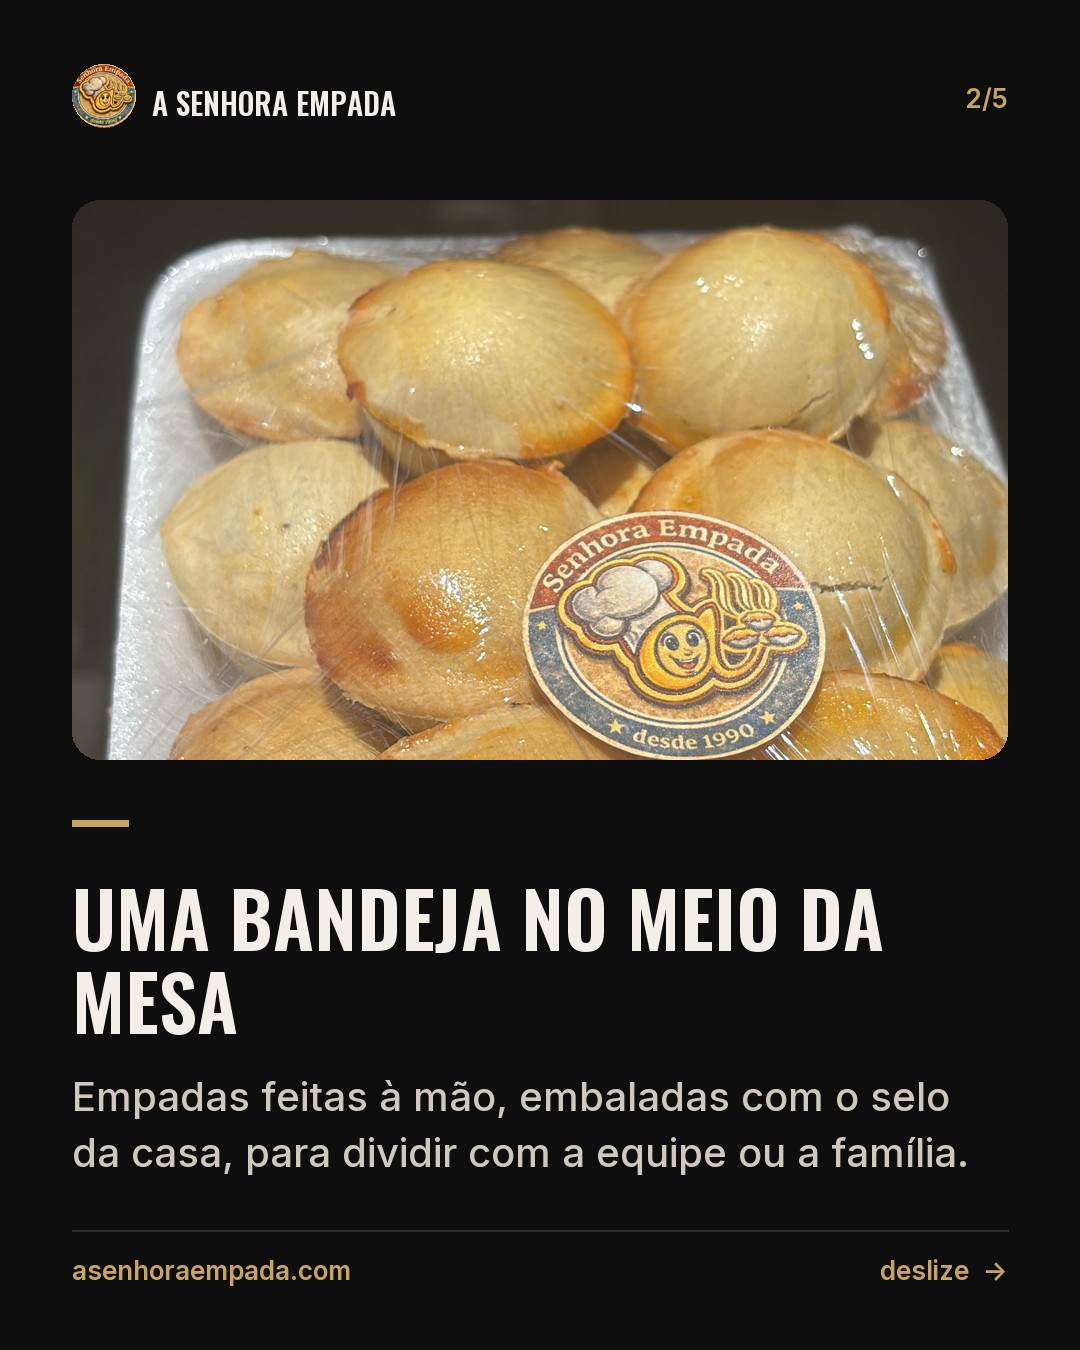 A SENHORA EMPADA
2/5
Senhora Empada
desde 1990
UMA BANDEJA NO MEIO DA
MESA
Empadas feitas à mão, embaladas com o selo
da casa, para dividir com a equipe ou a família.
asenhoraempada.com
deslize →